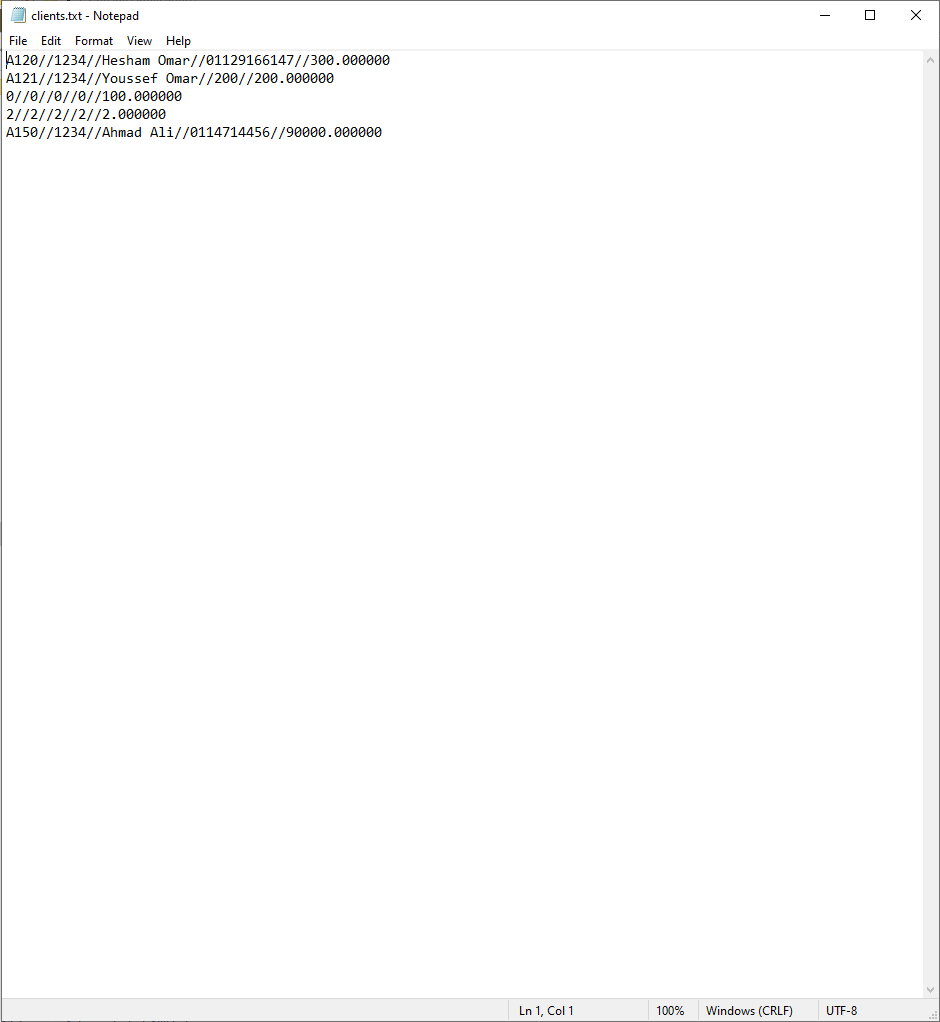 clients.txt - Notepad
File Edit Format View Help
A120//1234//Hesham Omar//01129166147//300.000000
A121//1234//Youssef Omar//200//200.000000
0//0//0//0//100.000000
2//2//2//2//2.000000
A150//1234//Ahmad Ali//0114714456//90000.000000
Ln 1, Col 1 100% Windows (CRLF) UTF-8